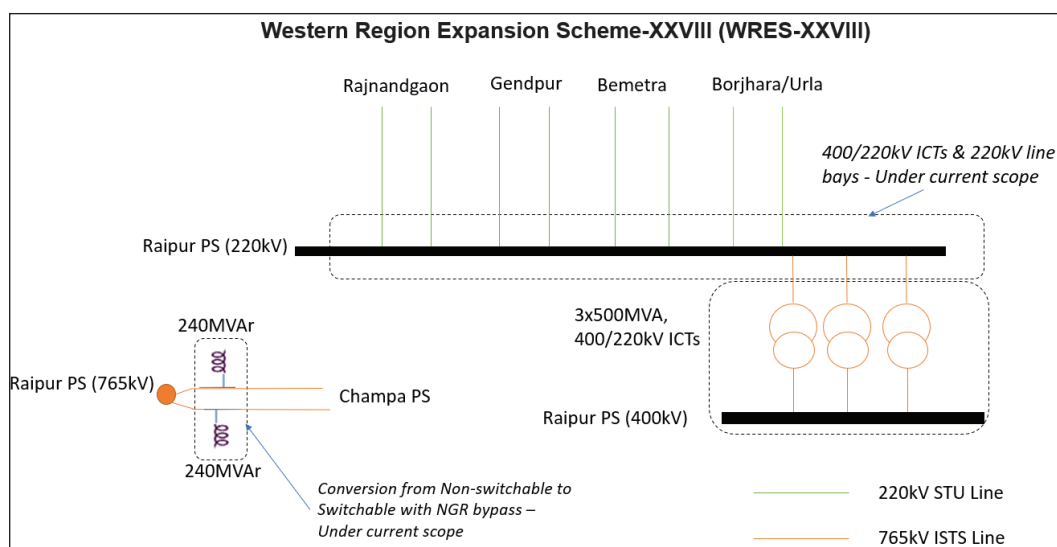 Western Region Expansion Scheme-XXVIII (WRES-XXVIII)
Rajnandgaon
Gendpur
Bemetra
Borjhara/Urla
400/220kV ICTs & 220kV line
bays - Under current scope
Raipur PS (220kV)
3x500MVA,
400/220kV ICTs
240MVAr
Raipur PS (765kV)
Champa PS
Raipur PS (400kV)
240MVAr
Conversion from Non-switchable to
Switchable with NGR bypass –
Under current scope
220kV STU Line
765kV ISTS Line